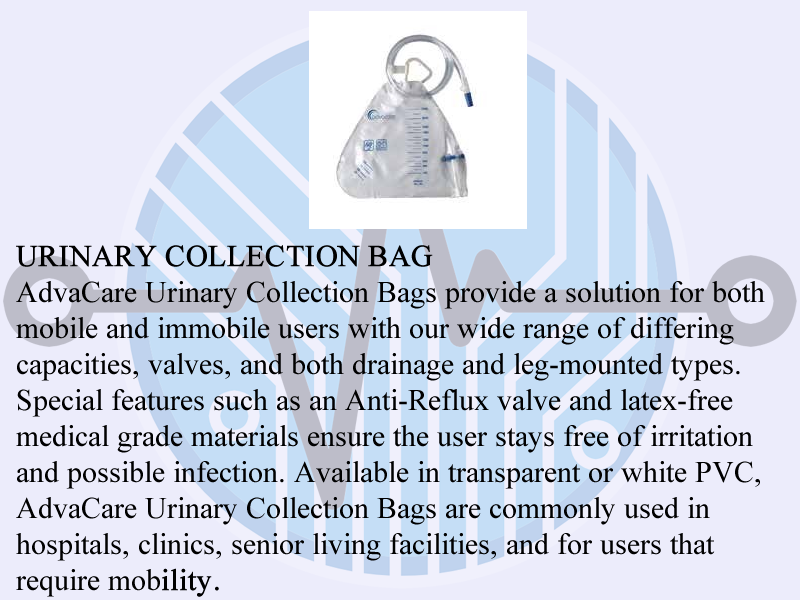 URINARY COLLECTION BAG
AdvaCare Urinary Collection Bags provide a solution for both
mobile and immobile users with our wide range of differing
capacities, valves, and both drainage and leg-mounted types.
Special features such as an Anti-Reflux valve and latex-free
medical grade materials ensure the user stays free of irritation
and possible infection. Available in transparent or white PVC,
AdvaCare Urinary Collection Bags are commonly used in
hospitals, clinics, senior living facilities, and for users that
require mobility.